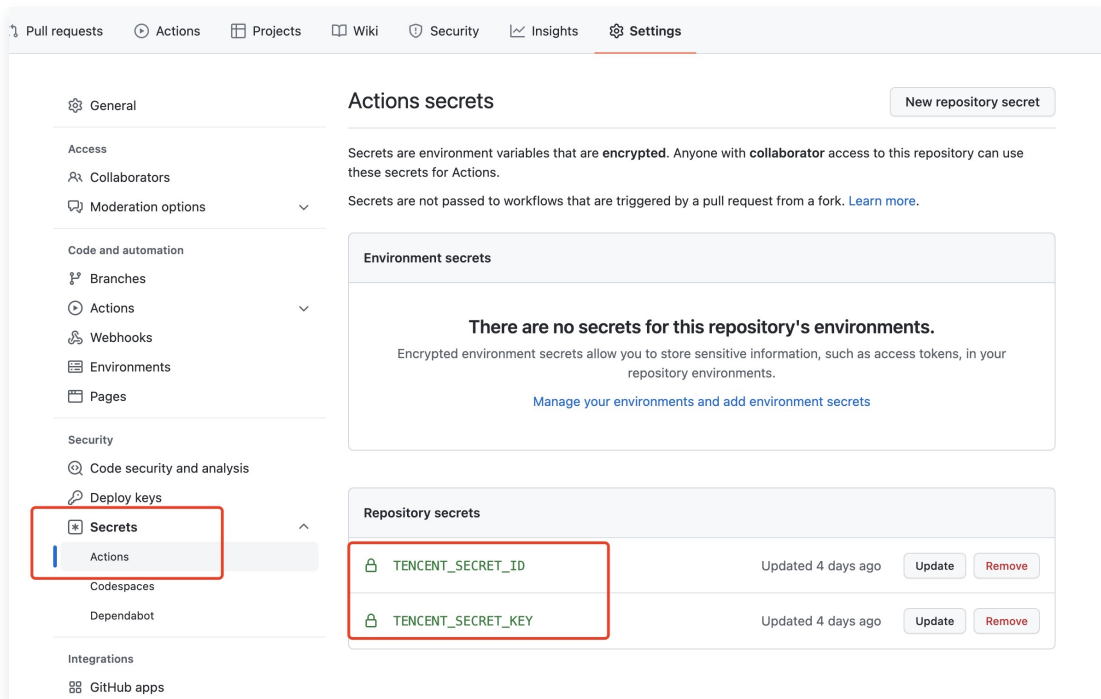 Pull requests
Actions
Projects
Wiki
Security
Insights
Settings
General
Access
Collaborators
Moderation options
Code and automation
Branches
Actions
Webhooks
Environments
Pages
Security
Code security and analysis
Deploy keys
Secrets
Actions
Codespaces
Dependabot
Integrations
GitHub apps
Actions secrets
New repository secret
Secrets are environment variables that are encrypted. Anyone with collaborator access to this repository can use
these secrets for Actions.
Secrets are not passed to workflows that are triggered by a pull request from a fork. Learn more.
Environment secrets
There are no secrets for this repository's environments.
Encrypted environment secrets allow you to store sensitive information, such as access tokens, in your
repository environments.
Manage your environments and add environment secrets
Repository secrets
TENCENT_SECRET_ID
Updated 4 days ago
Update
Remove
TENCENT_SECRET_KEY
Updated 4 days ago
Update
Remove